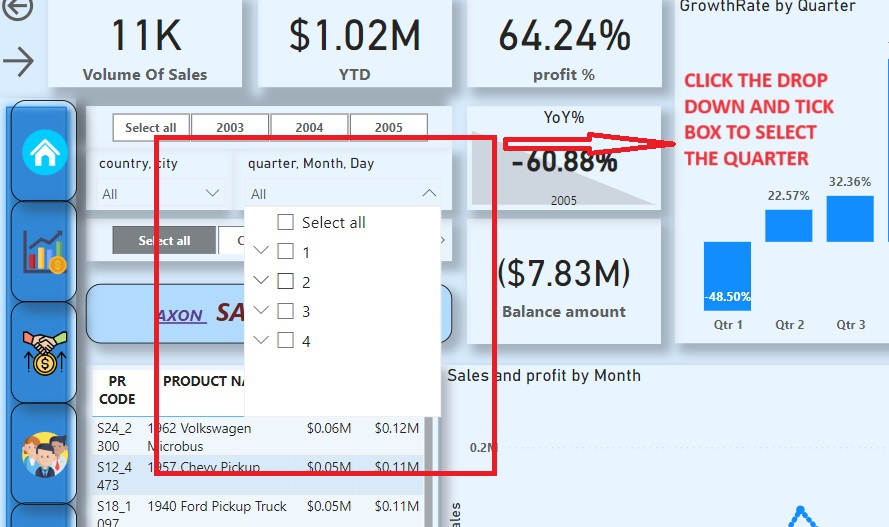 11K
Volume Of Sales
$1.02M
YTD
64.24%
profit %
GrowthRate by Quarter
CLICK THE DROP
DOWN AND TICK
BOX TO SELECT
THE QUARTER
Select all
2003
2004
2005
YoY%
-60.88%
2005
country, city
All
quarter, Month, Day
All
Select all
1
2
3
4
Select all
($7.83M)
Balance amount
22.57%
32.36%
-48.50%
Qtr 1
Qtr 2
Qtr 3
AXON SA
PR
CODE
PRODUCT NA
S24_2
300
1962 Volkswagen
Microbus
$0.06M
$0.12M
S12_4
473
1957 Chevy Pickup
$0.05M
$0.11M
S18_1
097
1940 Ford Pickup Truck
$0.05M
$0.11M
Sales and profit by Month
0.2M
ales